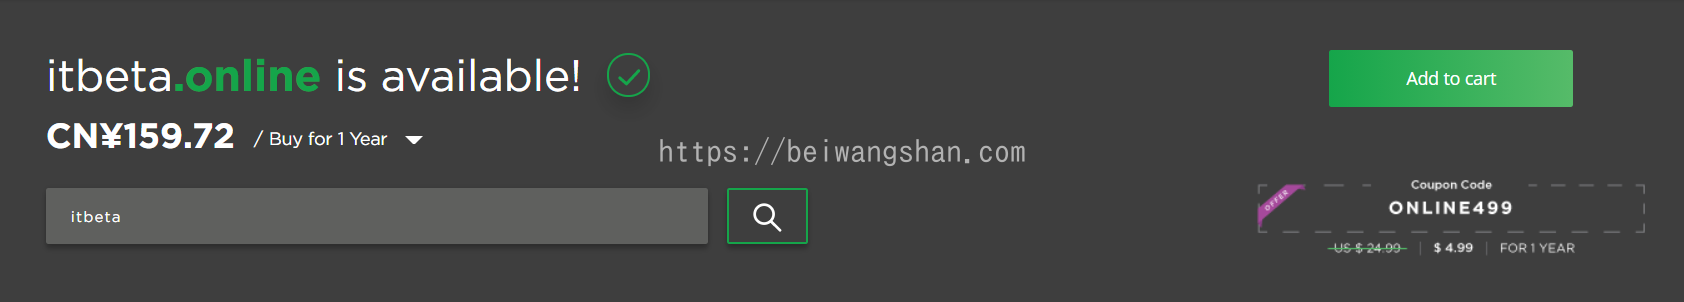 itbeta.online is available!
Add to cart
CN¥159.72 / Buy for 1 Year
https://beiwangshan.com
itbeta
OFFER
Coupon Code
ONLINE499
US $ 24.99 | $ 4.99 | FOR 1 YEAR